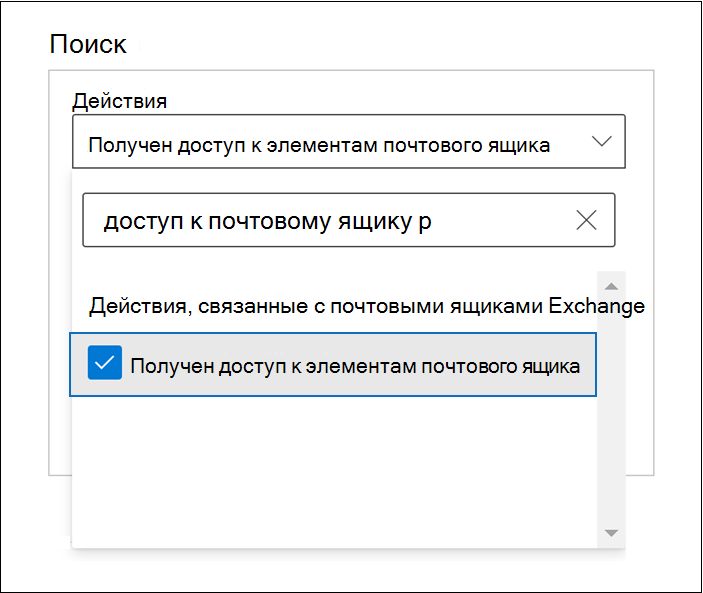 Поиск
Действия
Получен доступ к элементам почтового ящика
доступ к почтовому ящику р
Действия, связанные с почтовыми ящиками Exchange
Получен доступ к элементам почтового ящика